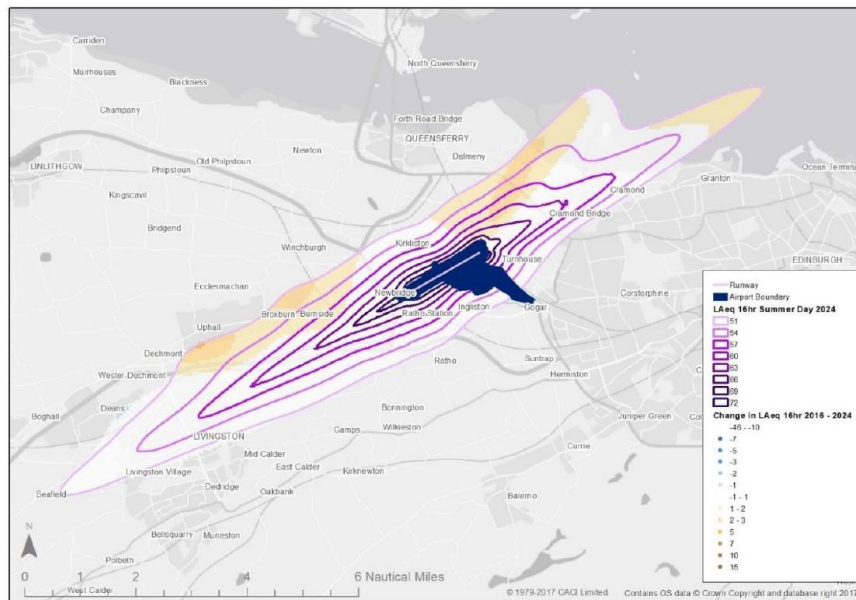 Carriden
Muirhouses
Blackness
North Queensferry
Champany
Forth Road Bridge
QUEENSFERRY
Newton
Dalmeny
LINLITHGOW
Old Philpstoun
Philpstoun
Kingscavil
Granton
Ocean Termina
Cramond
Cramond Bridge
Bridgend
Winchburgh
Kirkliston
Turnhouse
EDINBURGH
Ecclesmachan
Newbridge
Corstorphine
Broxburn
Burnside
Ratho Station
Ingliston
Gogar
Uphall
Dechmont
Ratho
Suntrap
Wester Dechmont
Hermiston
Boghall
Deans
Bonnington
Juniper Green
LIVINGSTON
Camps
Wilkieston
Mid Calder
Currie
Livingston Village
East Calder
Kirknewton
Seafield
Dedridge
Oakbank
Balerno
Bellsquarry
Murieston
Polbeth
West Calder
N
0 2 4 6 Nautical Miles
Runway
Airport Boundary
LAeq 16hr Summer Day 2024
51
54
57
60
63
66
69
72
Change in LAeq 16hr 2016 - 2024
-46 - -10
-7
-5
-3
-2
-1
-1 - 1
1 - 2
2 - 3
5
7
10
15
© 1979-2017 CACI Limited. Contains OS data © Crown Copyright and database right 2017